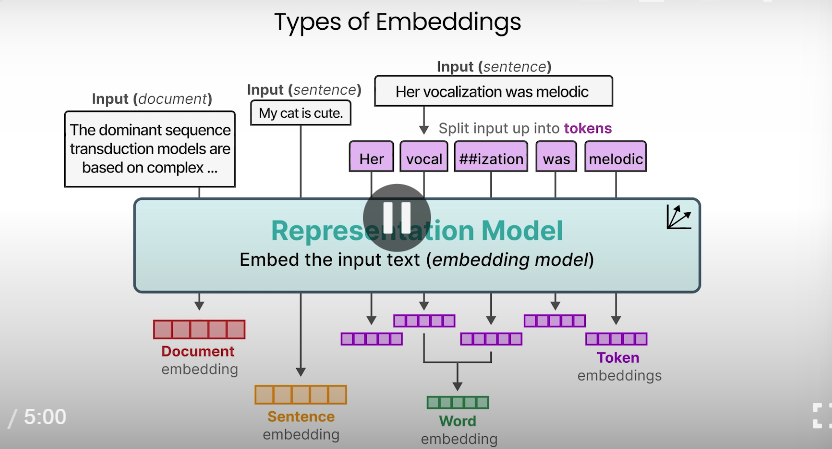 Types of Embeddings
Input (document)
The dominant sequence
transduction models are
based on complex ...
Input (sentence)
My cat is cute.
Input (sentence)
Her vocalization was melodic
Split input up into tokens
Her
vocal
##ization
was
melodic
Representation Model
Embed the input text (embedding model)
Document
embedding
Sentence
embedding
Word
embedding
Token
embeddings
/ 5:00